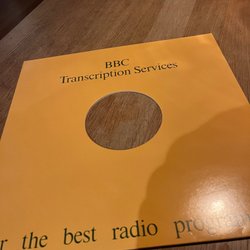 BBC
Transcription Services
the best radio